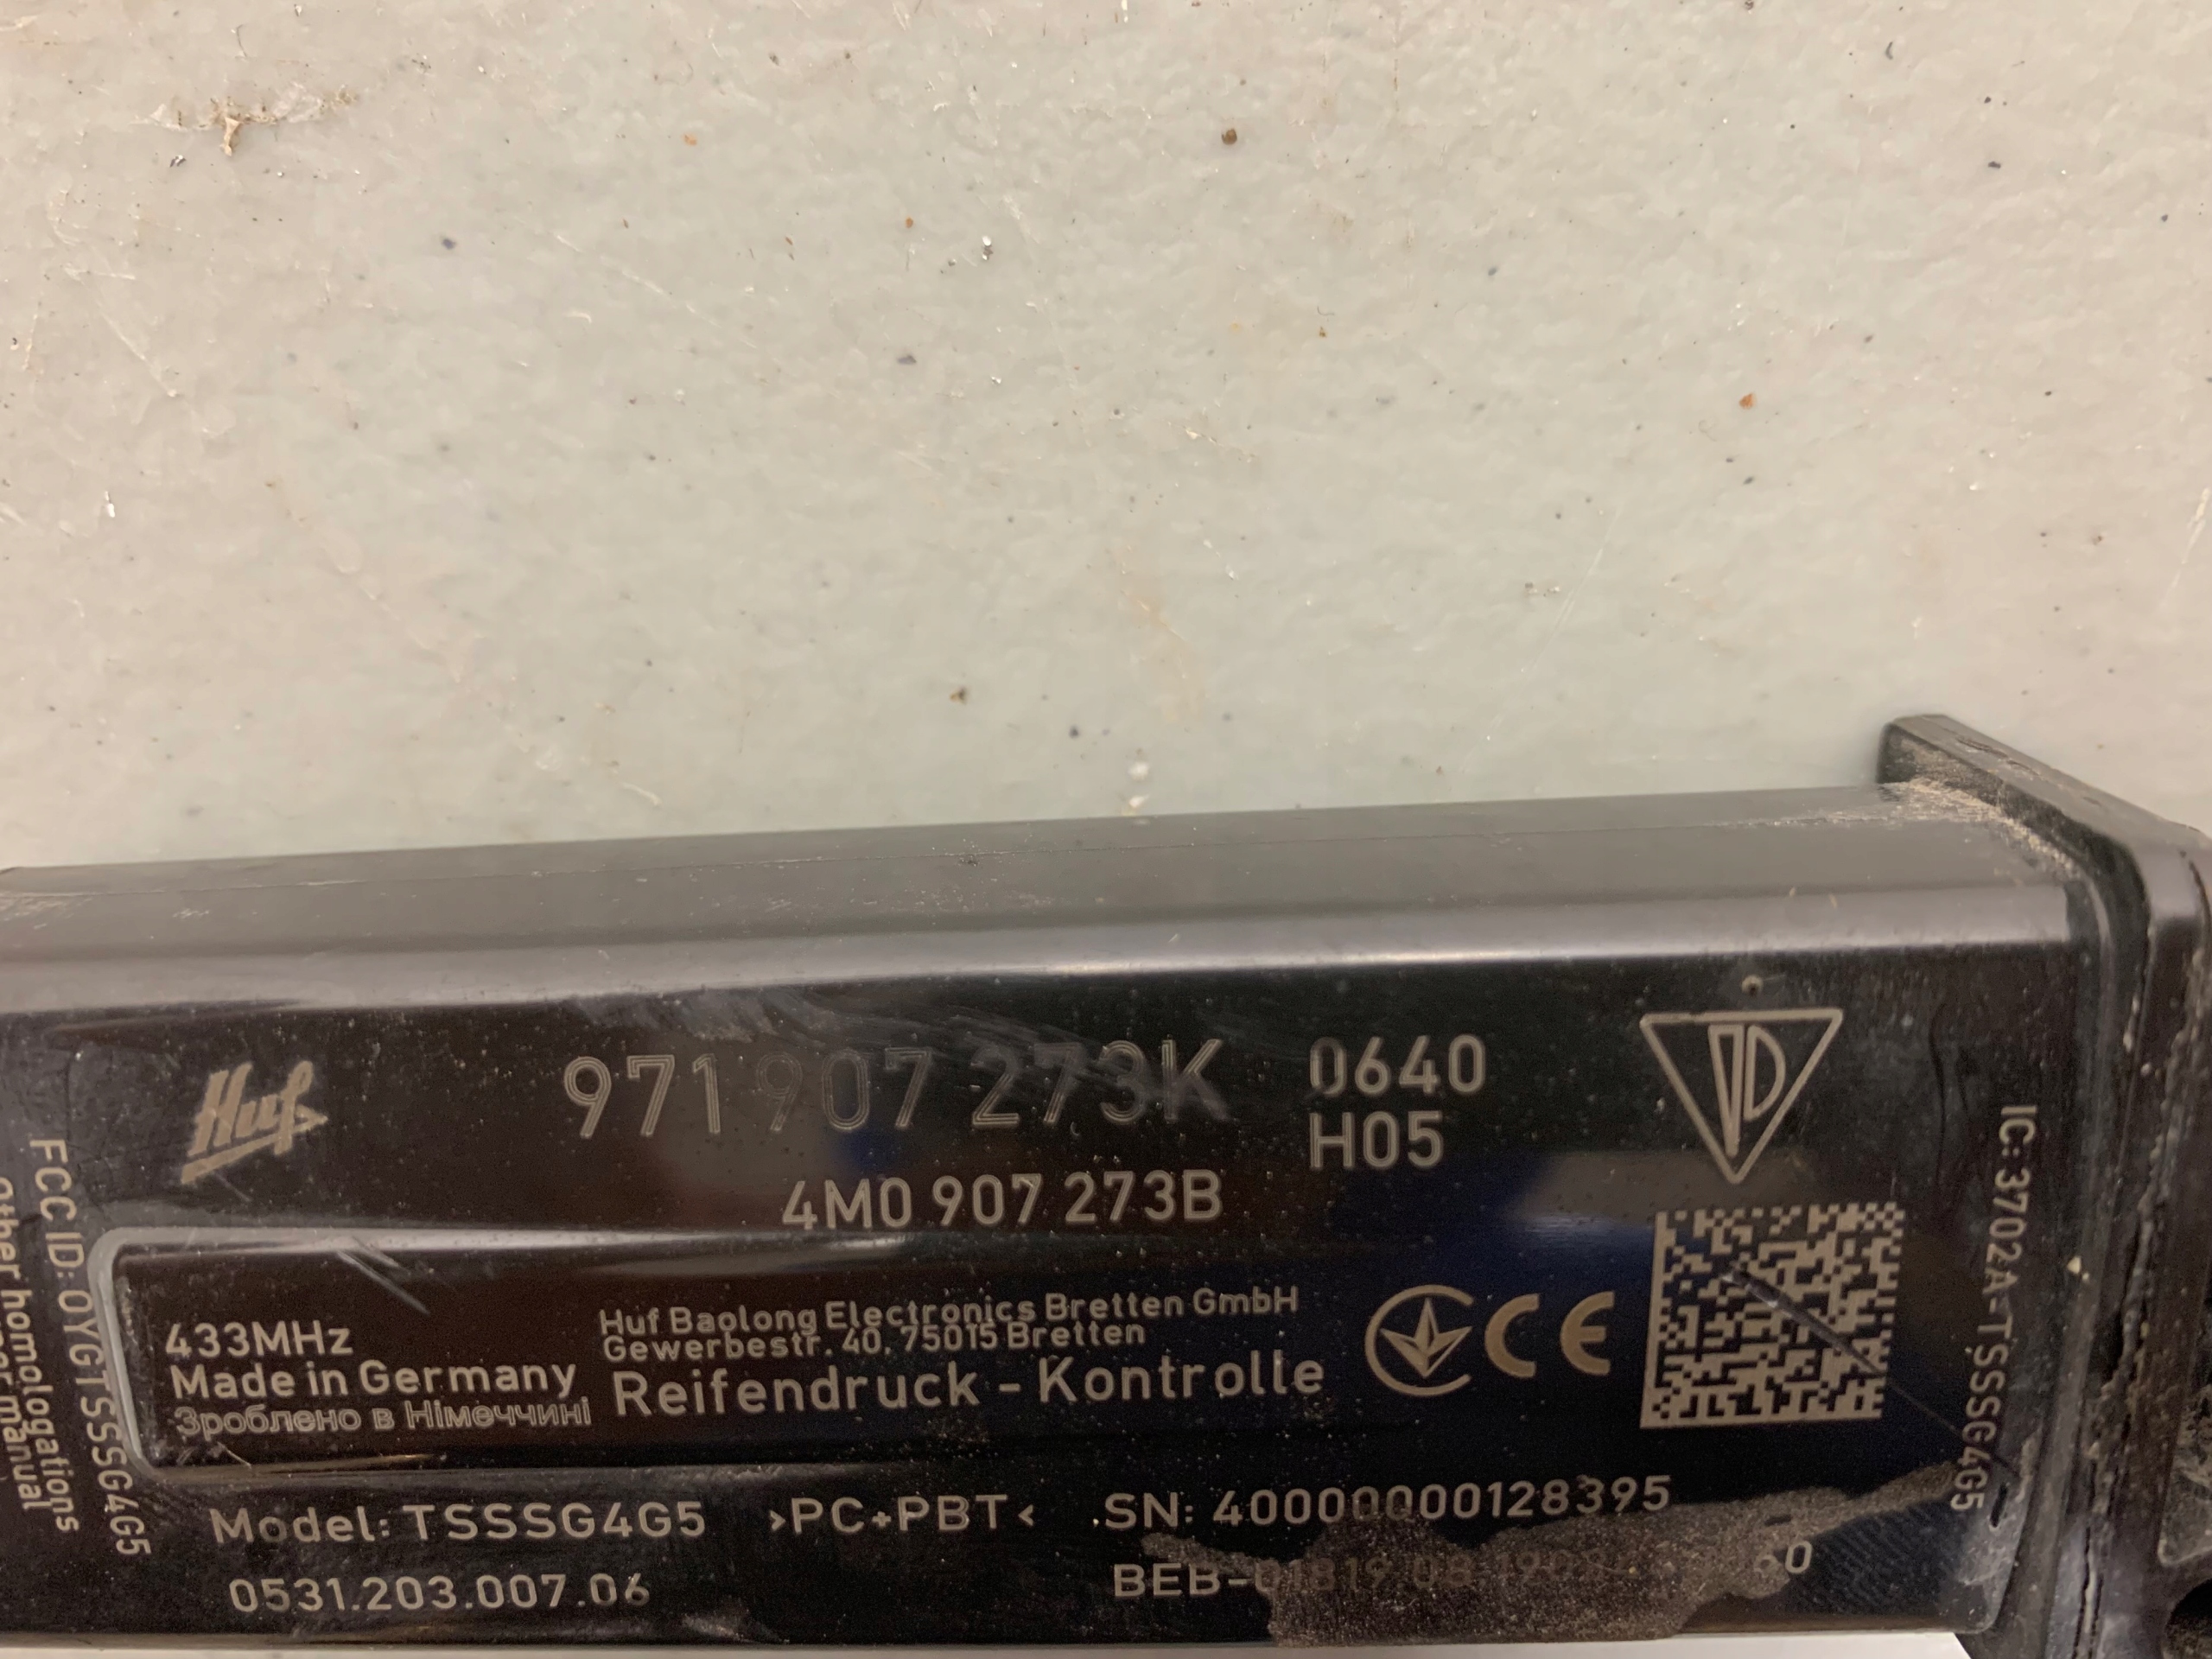 Huf
971 907 273K
0640
H05
4M0 907 273B
433MHz
Made in Germany
Зроблено в Німеччині
Huf Baolong Electronics Bretten GmbH
Gewerbestr. 40, 75015 Bretten
Reifendruck - Kontrolle
CE
Model: TSSSG4G5 >PC+PBT< SN: 40000000128395
0531.203.007.06
FCC ID: OYGTSSSG4G5
Other homologations
manual
IC: 3702A-TSSSG4G5